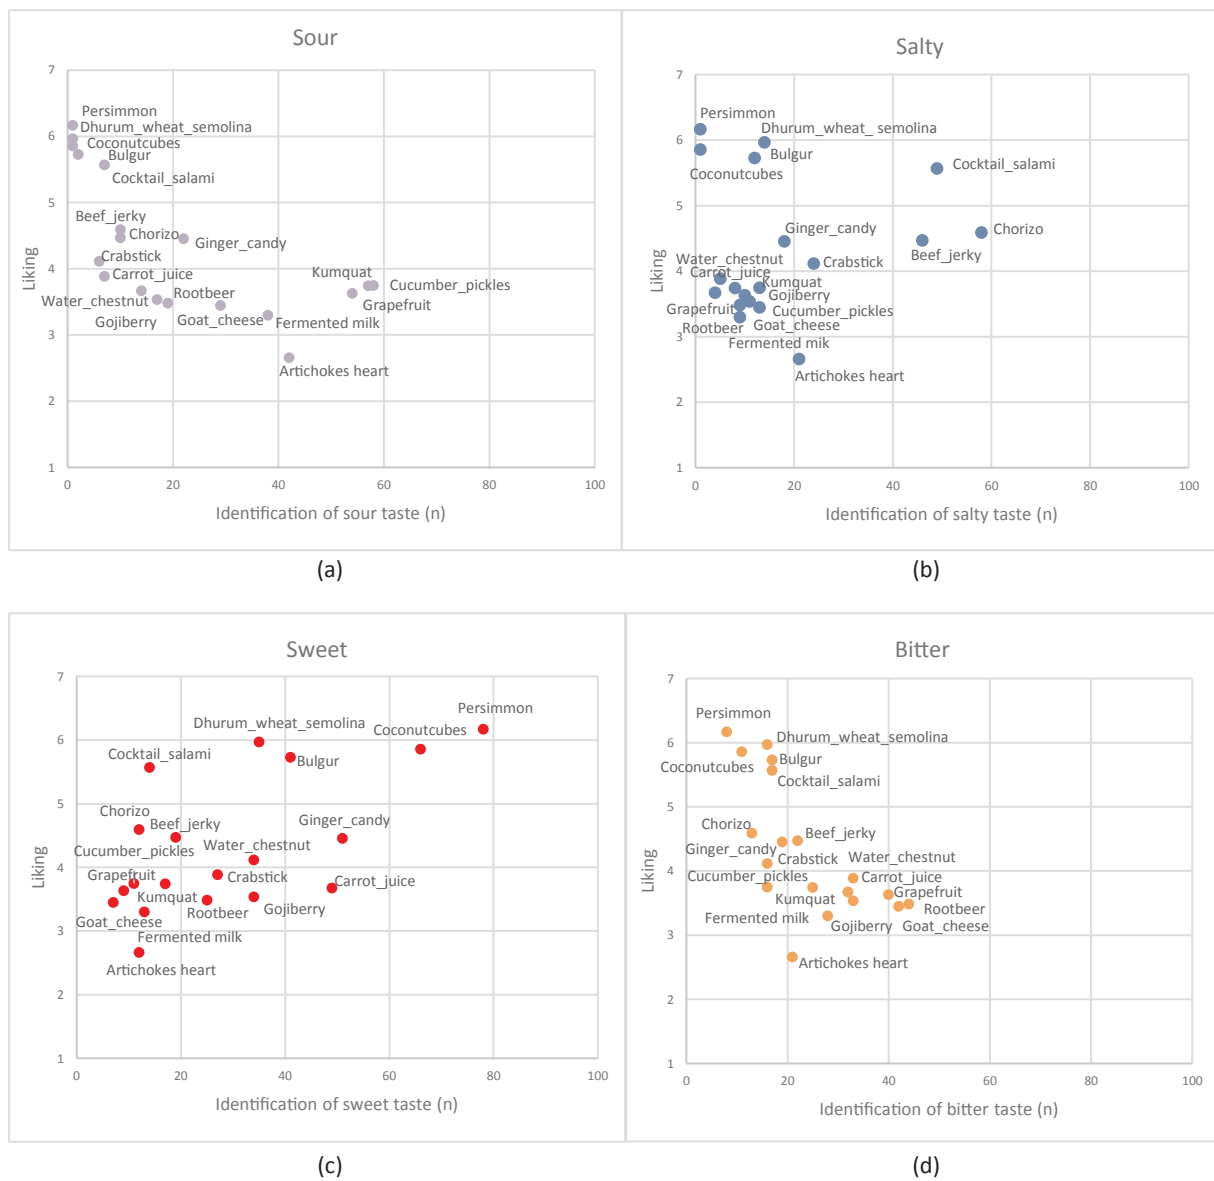 Sour
7
6
5
4
3
2
1
0
20
40
60
80
100
Liking
Identification of sour taste (n)
Persimmon
Dhurum_wheat_semolina
Coconutcubes
Bulgur
Cocktail_salami
Beef_jerky
Chorizo
Ginger_candy
Crabstick
Carrot_juice
Kumquat
Cucumber_pickles
Water_chestnut
Rootbeer
Grapefruit
Gojiberry
Goat_cheese
Fermented milk
Artichokes heart
(a)
Salty
7
6
5
4
3
2
1
0
20
40
60
80
100
Liking
Identification of salty taste (n)
Persimmon
Dhurum_wheat_ semolina
Bulgur
Coconutcubes
Cocktail_salami
Ginger_candy
Chorizo
Beef_jerky
Water_chestnut
Crabstick
Carrot_juice
Kumquat
Gojiberry
Grapefruit
Cucumber_pickles
Rootbeer
Goat_cheese
Fermented mik
Artichokes heart
(b)
Sweet
7
6
5
4
3
2
1
0
20
40
60
80
100
Liking
Identification of sweet taste (n)
Persimmon
Dhurum_wheat_semolina
Coconutcubes
Cocktail_salami
Bulgur
Chorizo
Beef_jerky
Ginger_candy
Water_chestnut
Cucumber_pickles
Grapefruit
Crabstick
Carrot_juice
Kumquat
Gojiberry
Rootbeer
Goat_cheese
Fermented milk
Artichokes heart
(c)
Bitter
7
6
5
4
3
2
1
0
20
40
60
80
100
Liking
Identification of bitter taste (n)
Persimmon
Dhurum_wheat_semolina
Bulgur
Coconutcubes
Cocktail_salami
Chorizo
Beef_jerky
Ginger_candy
Crabstick
Water_chestnut
Cucumber_pickles
Carrot_juice
Grapefruit
Kumquat
Rootbeer
Fermented milk
Gojiberry
Goat_cheese
Artichokes heart
(d)